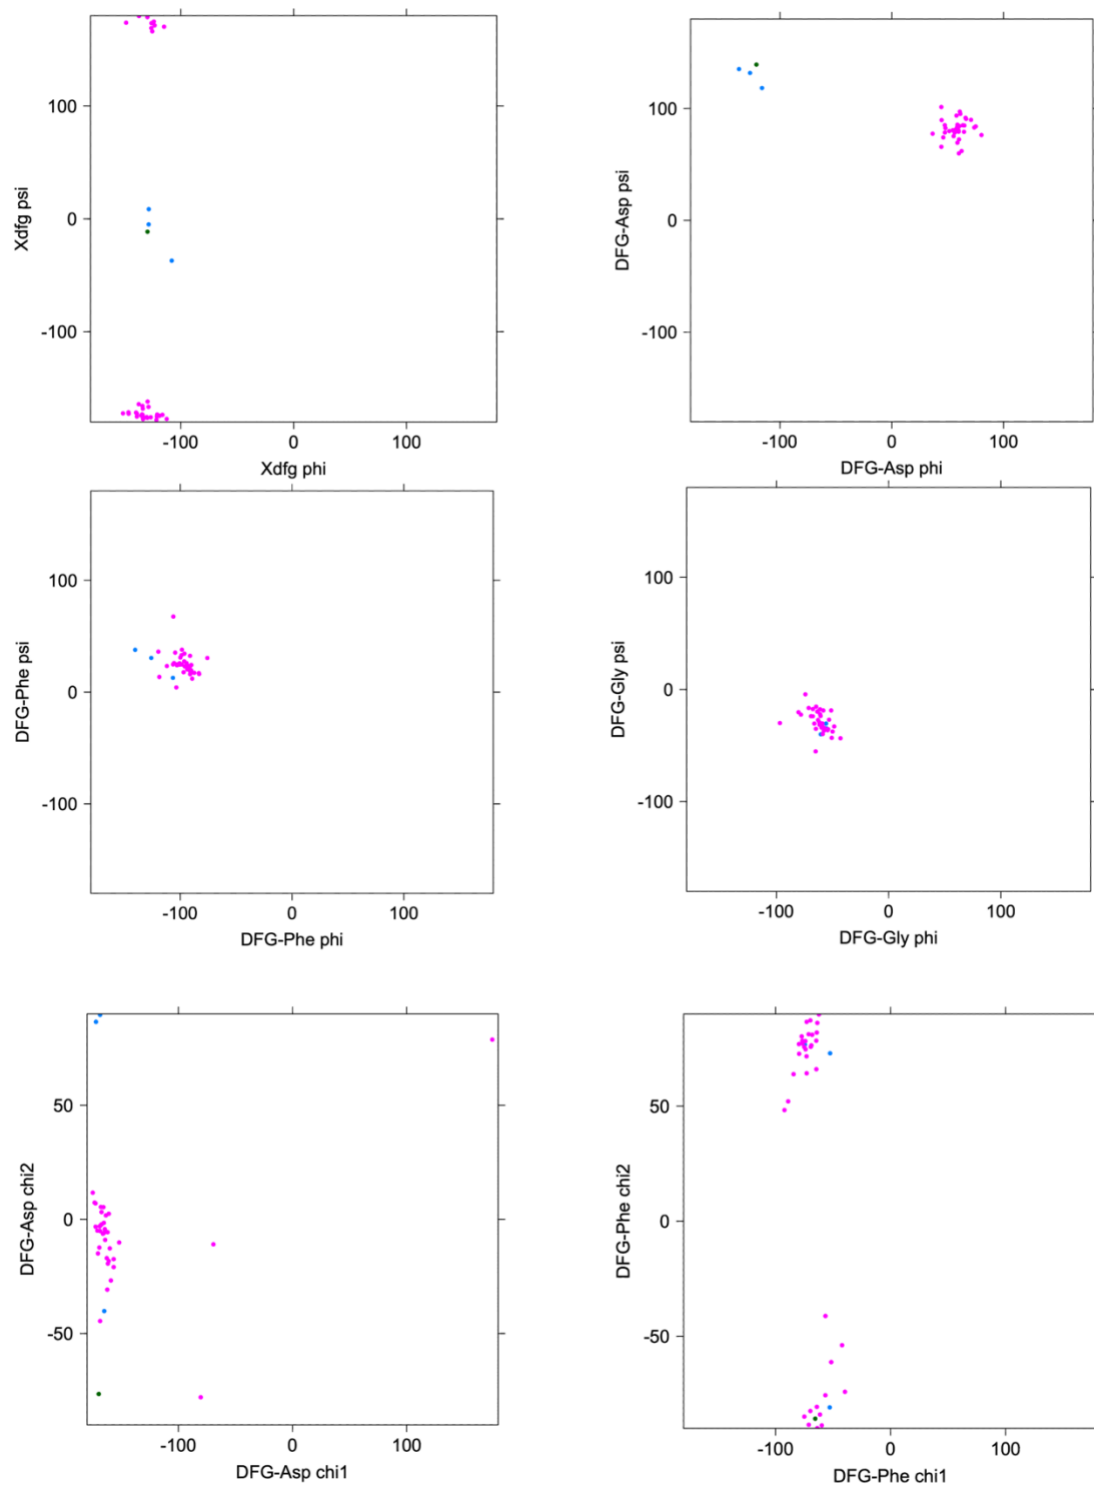 100
0
-100
Xdfg psi
-100 0 100
Xdfg phi
100
0
-100
DFG-Asp psi
-100 0 100
DFG-Asp phi
100
0
-100
DFG-Phe psi
-100 0 100
DFG-Phe phi
100
0
-100
DFG-Gly psi
-100 0 100
DFG-Gly phi
50
0
-50
DFG-Asp chi2
-100 0 100
DFG-Asp chi1
50
0
-50
DFG-Phe chi2
-100 0 100
DFG-Phe chi1